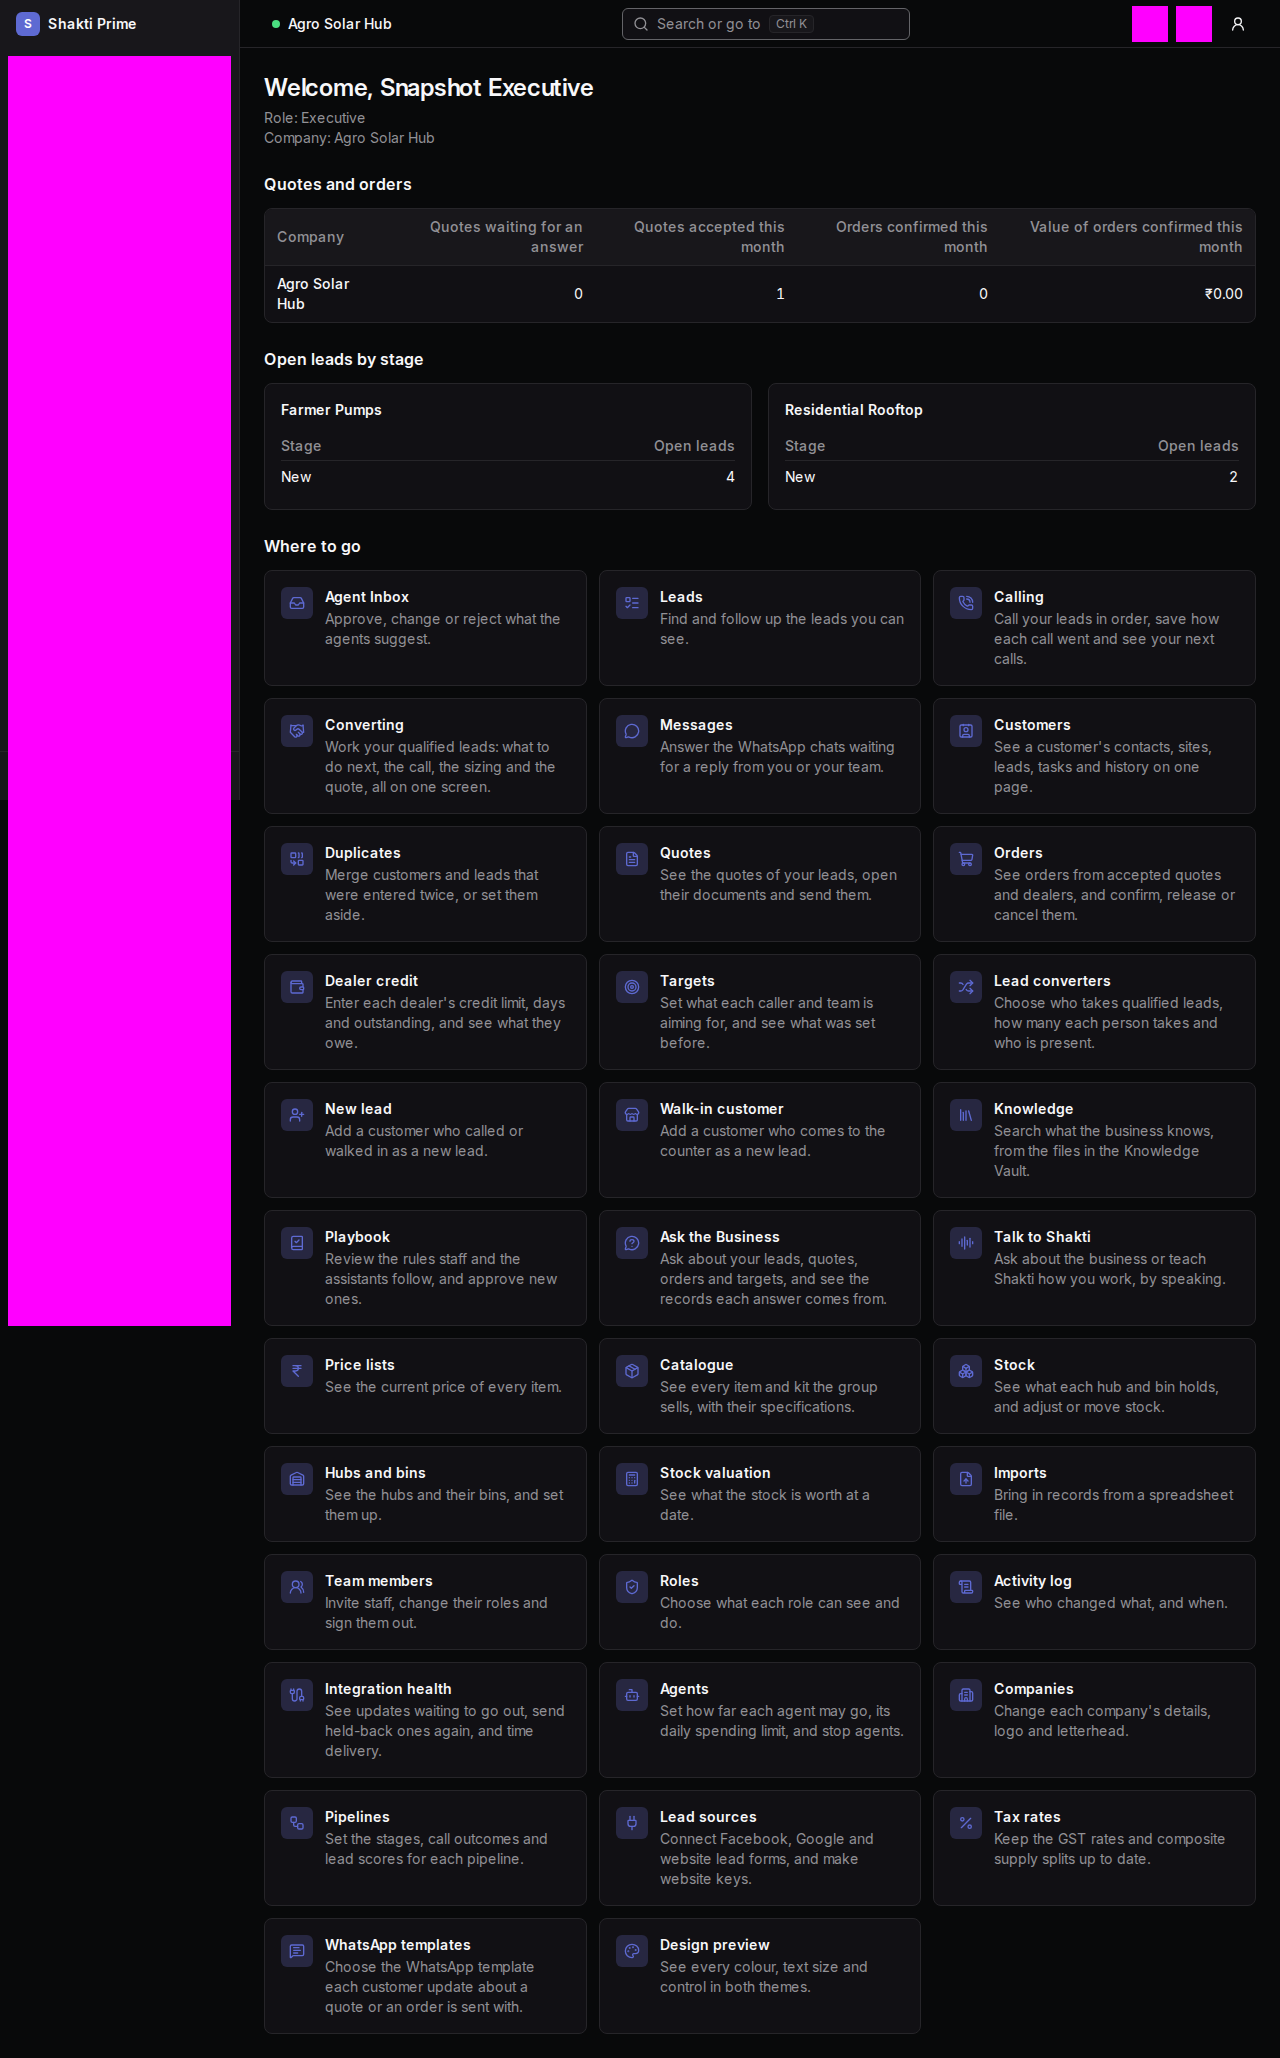 S Shakti Prime
Agro Solar Hub
Search or go to Ctrl K
Welcome, Snapshot Executive
Role: Executive
Company: Agro Solar Hub
Quotes and orders
Company
Quotes waiting for an
answer
Quotes accepted this
month
Orders confirmed this
month
Value of orders confirmed this
month
Agro Solar
Hub
0
1
0
₹0.00
Open leads by stage
Farmer Pumps
Stage Open leads
New 4
Residential Rooftop
Stage Open leads
New 2
Where to go
Agent Inbox
Approve, change or reject what the
agents suggest.
Leads
Find and follow up the leads you can
see.
Calling
Call your leads in order, save how
each call went and see your next
calls.
Converting
Work your qualified leads: what to
do next, the call, the sizing and the
quote, all on one screen.
Messages
Answer the WhatsApp chats waiting
for a reply from you or your team.
Customers
See a customer's contacts, sites,
leads, tasks and history on one
page.
Duplicates
Merge customers and leads that
were entered twice, or set them
aside.
Quotes
See the quotes of your leads, open
their documents and send them.
Orders
See orders from accepted quotes
and dealers, and confirm, release or
cancel them.
Dealer credit
Enter each dealer's credit limit, days
and outstanding, and see what they
owe.
Targets
Set what each caller and team is
aiming for, and see what was set
before.
Lead converters
Choose who takes qualified leads,
how many each person takes and
who is present.
New lead
Add a customer who called or
walked in as a new lead.
Walk-in customer
Add a customer who comes to the
counter as a new lead.
Knowledge
Search what the business knows,
from the files in the Knowledge
Vault.
Playbook
Review the rules staff and the
assistants follow, and approve new
ones.
Ask the Business
Ask about your leads, quotes,
orders and targets, and see the
records each answer comes from.
Talk to Shakti
Ask about the business or teach
Shakti how you work, by speaking.
Price lists
See the current price of every item.
Catalogue
See every item and kit the group
sells, with their specifications.
Stock
See what each hub and bin holds,
and adjust or move stock.
Hubs and bins
See the hubs and their bins, and set
them up.
Stock valuation
See what the stock is worth at a
date.
Imports
Bring in records from a spreadsheet
file.
Team members
Invite staff, change their roles and
sign them out.
Roles
Choose what each role can see and
do.
Activity log
See who changed what, and when.
Integration health
See updates waiting to go out, send
held-back ones again, and time
delivery.
Agents
Set how far each agent may go, its
daily spending limit, and stop agents.
Companies
Change each company's details,
logo and letterhead.
Pipelines
Set the stages, call outcomes and
lead scores for each pipeline.
Lead sources
Connect Facebook, Google and
website lead forms, and make
website keys.
Tax rates
Keep the GST rates and composite
supply splits up to date.
WhatsApp templates
Choose the WhatsApp template
each customer update about a
quote or an order is sent with.
Design preview
See every colour, text size and
control in both themes.